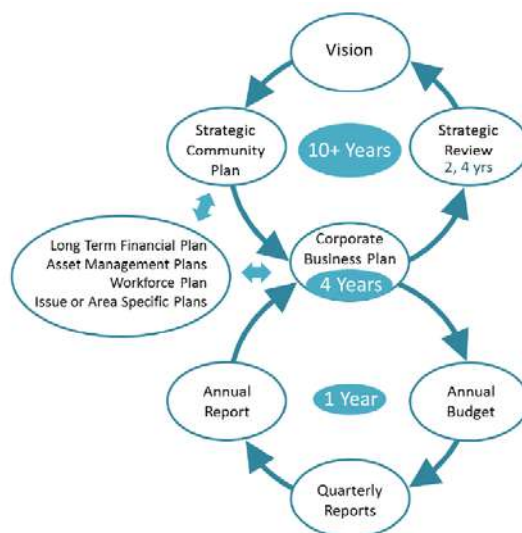 Vision
Strategic
Community
Plan
10+ Years
Strategic
Review
2, 4 yrs
Long Term Financial Plan
Asset Management Plans
Workforce Plan
Issue or Area Specific Plans
Corporate
Business Plan
4 Years
Annual
Report
1 Year
Annual
Budget
Quarterly
Reports